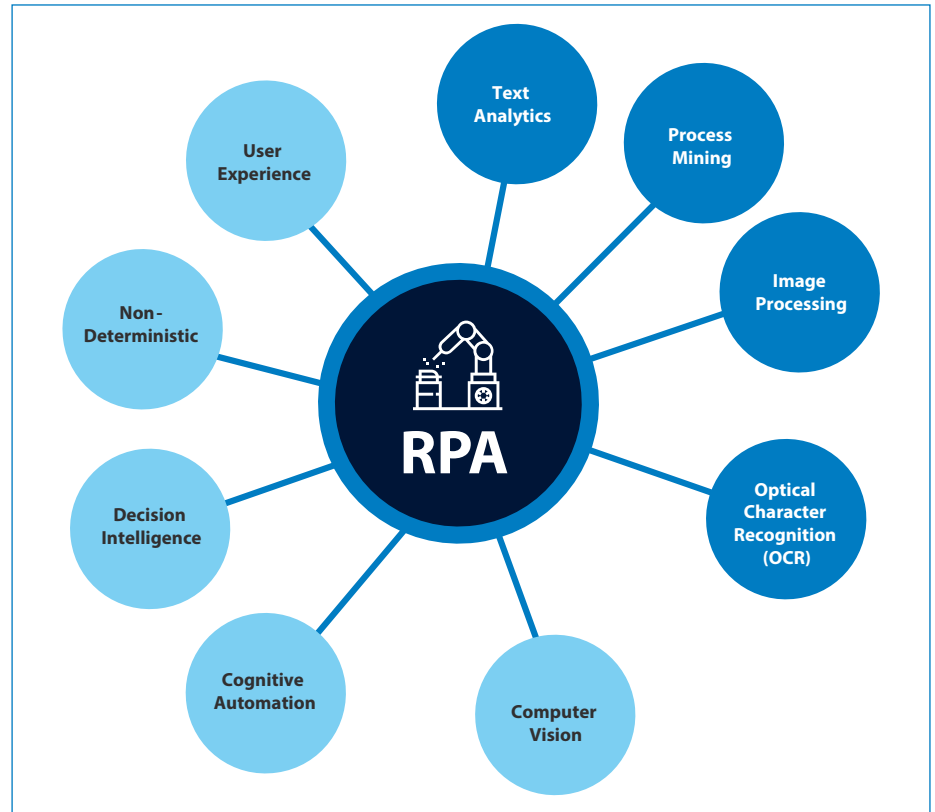 Text
Analytics
Process
Mining
Image
Processing
Optical
Character
Recognition
(OCR)
Computer
Vision
Cognitive
Automation
Decision
Intelligence
Non-
Deterministic
User
Experience
RPA